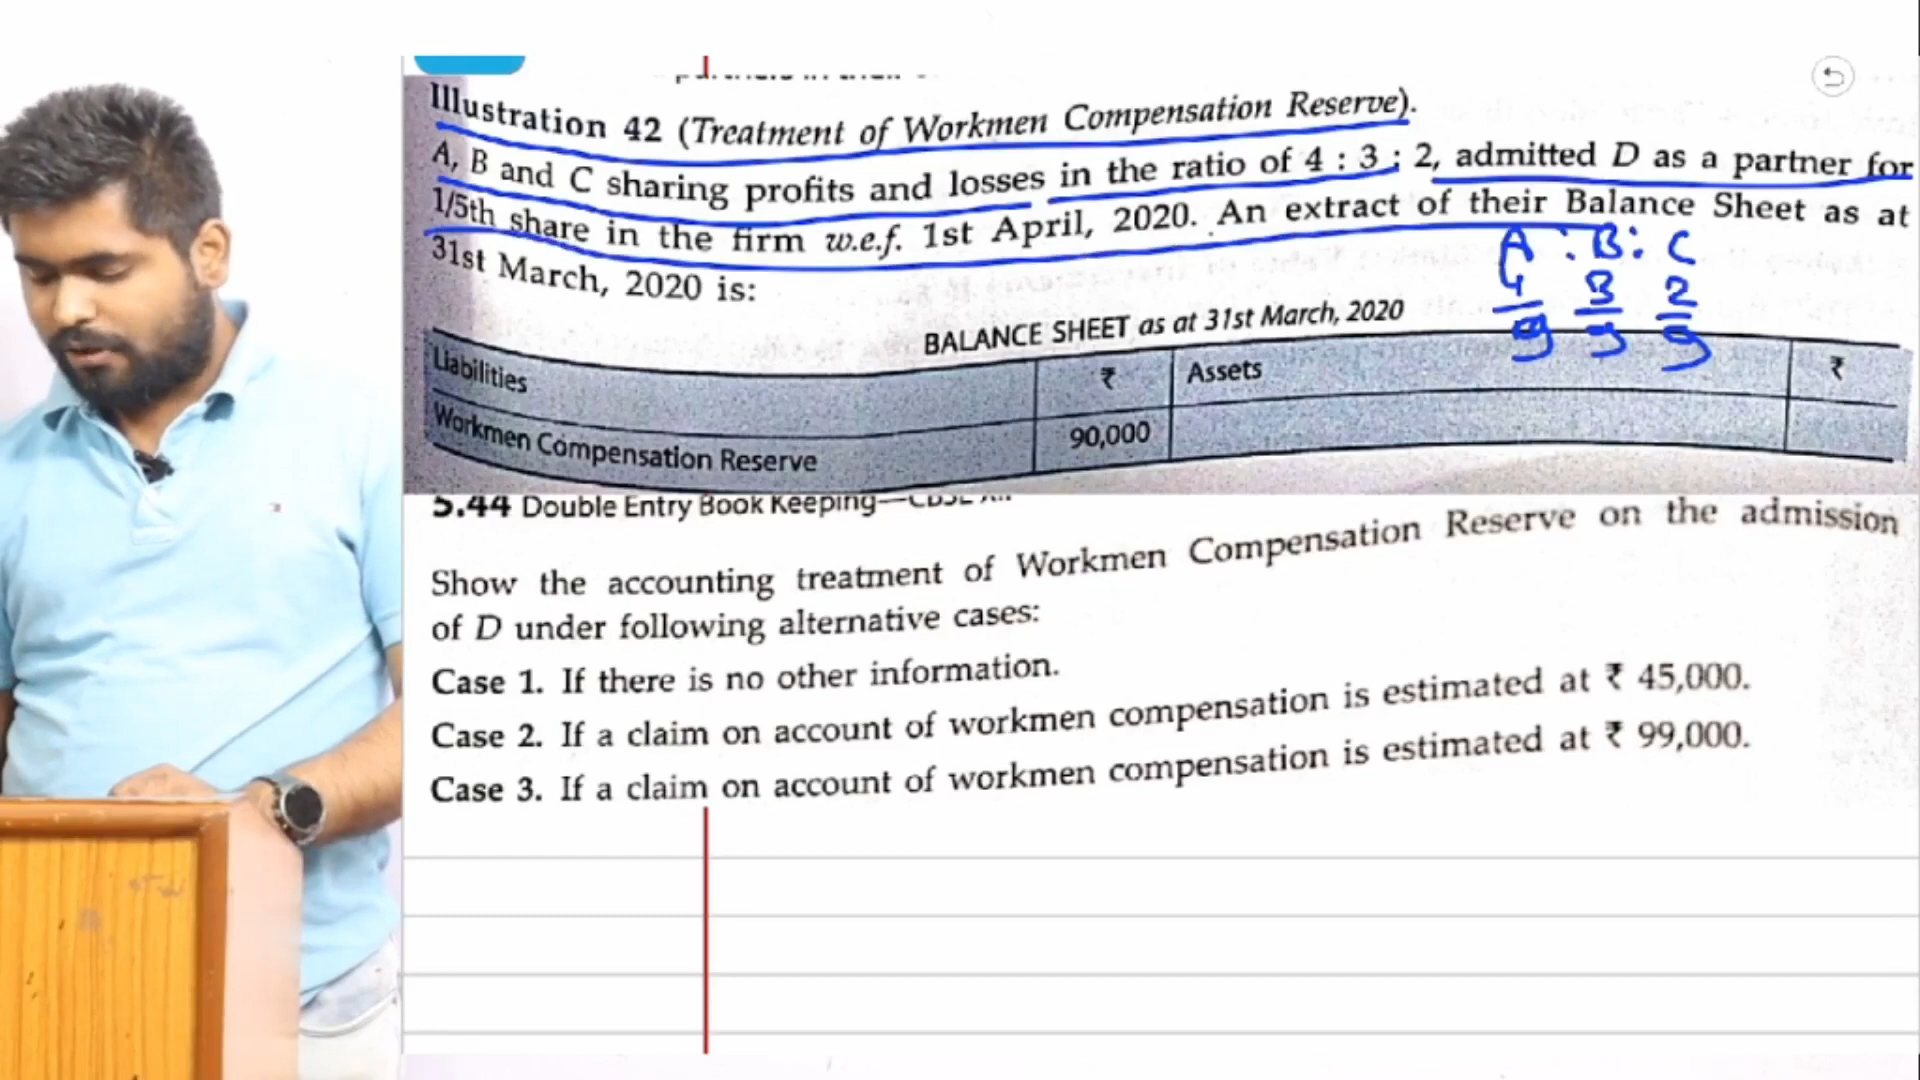 Illustration 42 (Treatment of Workmen Compensation Reserve).
A, B and C sharing profits and losses in the ratio of 4 : 3 : 2, admitted D as a partner for
1/5th share in the firm w.e.f. 1st April, 2020. An extract of their Balance Sheet as at
31st March, 2020 is:
A : B : C
4 3 2
9 9 9
BALANCE SHEET as at 31st March, 2020
Liabilities ₹ Assets ₹
Workmen Compensation Reserve 90,000
5.44 Double Entry Book Keeping—CBSE XII
Show the accounting treatment of Workmen Compensation Reserve on the admission
of D under following alternative cases:
Case 1. If there is no other information.
Case 2. If a claim on account of workmen compensation is estimated at ₹ 45,000.
Case 3. If a claim on account of workmen compensation is estimated at ₹ 99,000.